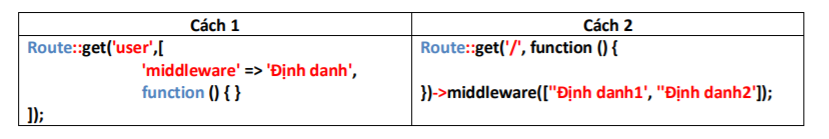 Cách 1
Route::get('user',[
'middleware' => 'Định danh',
function () { }
]);
Cách 2
Route::get('/', function () {
})->middleware(["Định danh1', "Định danh2']);